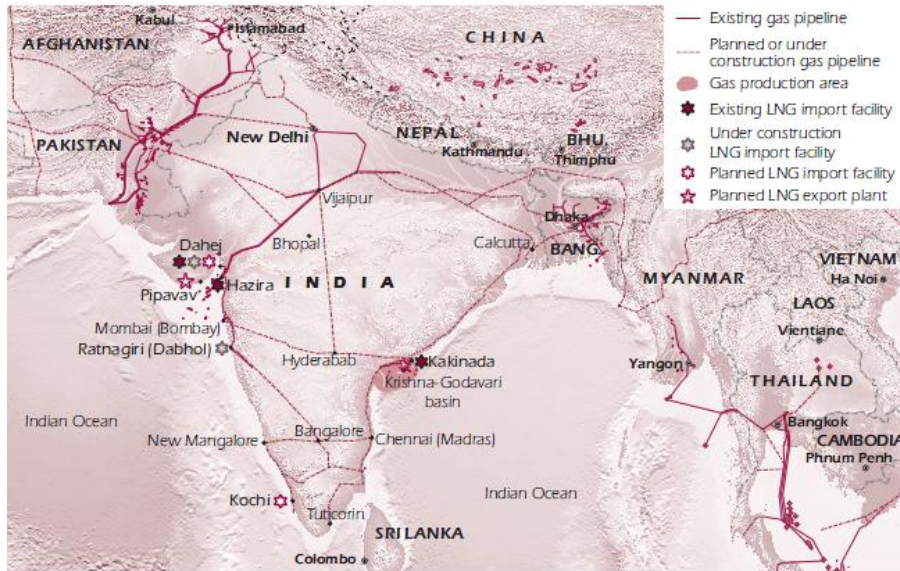 Kabul
Islamabad
AFGHANISTAN
CHINA
PAKISTAN
New Delhi
NEPAL
Kathmandu
BHU.
Thimphu
Vijaipur
Dhaka
BANG.
Calcutta
Bhopal
Dahej
INDIA
Hazira
Pipavav
MYANMAR
VIETNAM
Ha Noi
LAOS
Vientiane
Mombai (Bombay)
Ratnagiri (Dabhol)
Hyderabab
Kakinada
Krishna-Godavari
basin
Yangon
THAILAND
Indian Ocean
Bangkok
New Mangalore
Bangalore
Chennai (Madras)
CAMBODIA
Phnum Penh
Kochi
Tuticorin
Indian Ocean
SRI LANKA
Colombo
Existing gas pipeline
Planned or under
construction gas pipeline
Gas production area
Existing LNG import facility
Under construction
LNG import facility
Planned LNG import facility
Planned LNG export plant